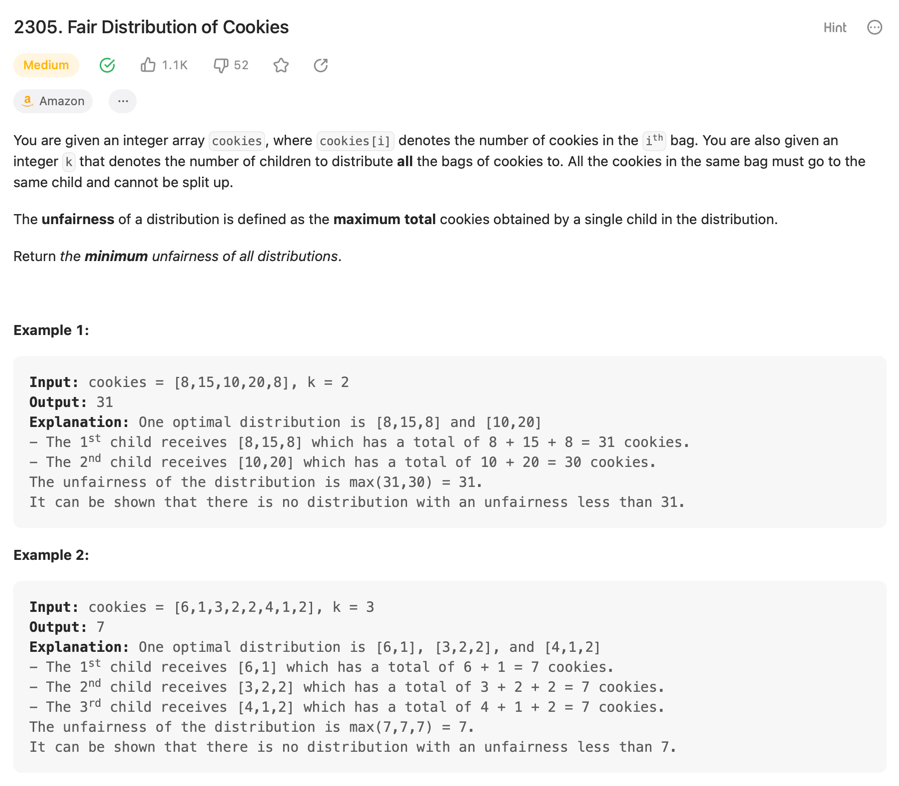 2305. Fair Distribution of Cookies
Hint
Medium
1.1K
52
a Amazon
...
You are given an integer array cookies, where cookies[i] denotes the number of cookies in the ith bag. You are also given an
integer k that denotes the number of children to distribute all the bags of cookies to. All the cookies in the same bag must go to the
same child and cannot be split up.
The unfairness of a distribution is defined as the maximum total cookies obtained by a single child in the distribution.
Return the minimum unfairness of all distributions.
Example 1:
Input: cookies = [8,15,10,20,8], k = 2
Output: 31
Explanation: One optimal distribution is [8,15,8] and [10,20]
- The 1st child receives [8,15,8] which has a total of 8 + 15 + 8 = 31 cookies.
- The 2nd child receives [10,20] which has a total of 10 + 20 = 30 cookies.
The unfairness of the distribution is max(31,30) = 31.
It can be shown that there is no distribution with an unfairness less than 31.
Example 2:
Input: cookies = [6,1,3,2,2,4,1,2], k = 3
Output: 7
Explanation: One optimal distribution is [6,1], [3,2,2], and [4,1,2]
- The 1st child receives [6,1] which has a total of 6 + 1 = 7 cookies.
- The 2nd child receives [3,2,2] which has a total of 3 + 2 + 2 = 7 cookies.
- The 3rd child receives [4,1,2] which has a total of 4 + 1 + 2 = 7 cookies.
The unfairness of the distribution is max(7,7,7) = 7.
It can be shown that there is no distribution with an unfairness less than 7.